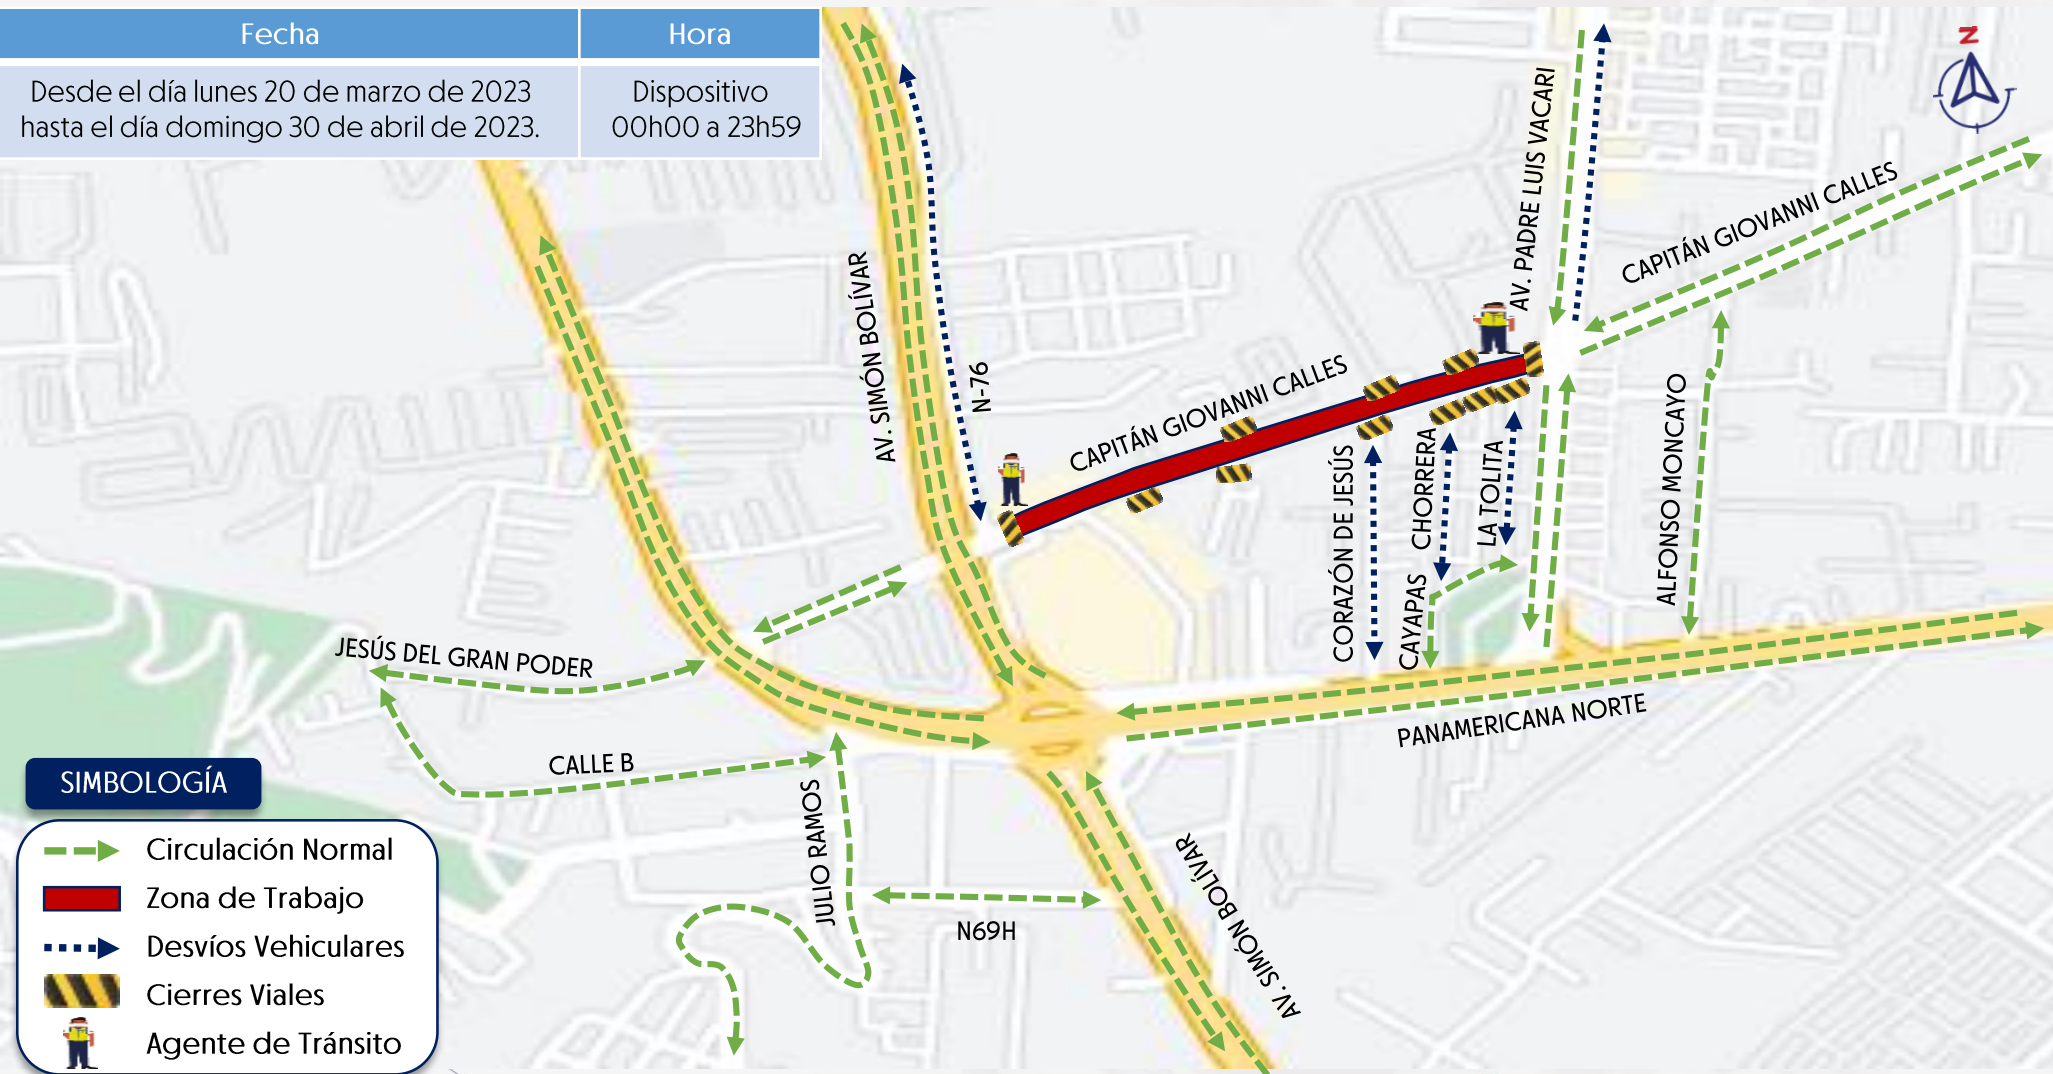 Fecha
Hora
Desde el día lunes 20 de marzo de 2023
hasta el día domingo 30 de abril de 2023.
Dispositivo
00h00 a 23h59
N
AV. PADRE LUIS VACARI
CAPITÁN GIOVANNI CALLES
AV. SIMÓN BOLÍVAR
N-76
CAPITÁN GIOVANNI CALLES
CORAZÓN DE JESÚS
CHORRERA
LA TOLITA
CAYAPAS
ALFONSO MONCAYO
JESÚS DEL GRAN PODER
PANAMERICANA NORTE
CALLE B
JULIO RAMOS
N69H
AV. SIMÓN BOLÍVAR
SIMBOLOGÍA
Circulación Normal
Zona de Trabajo
Desvíos Vehiculares
Cierres Viales
Agente de Tránsito